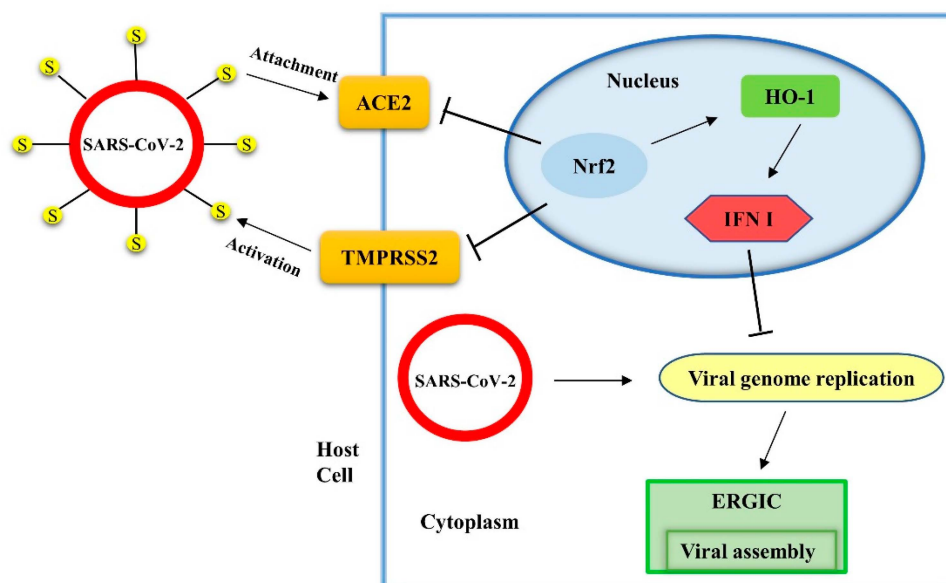 S
S
S
S
S
S
S
S
SARS-CoV-2
Attachment
ACE2
Activation
TMPRSS2
Nucleus
HO-1
Nrf2
IFN I
SARS-CoV-2
Viral genome replication
Host
Cell
Cytoplasm
ERGIC
Viral assembly